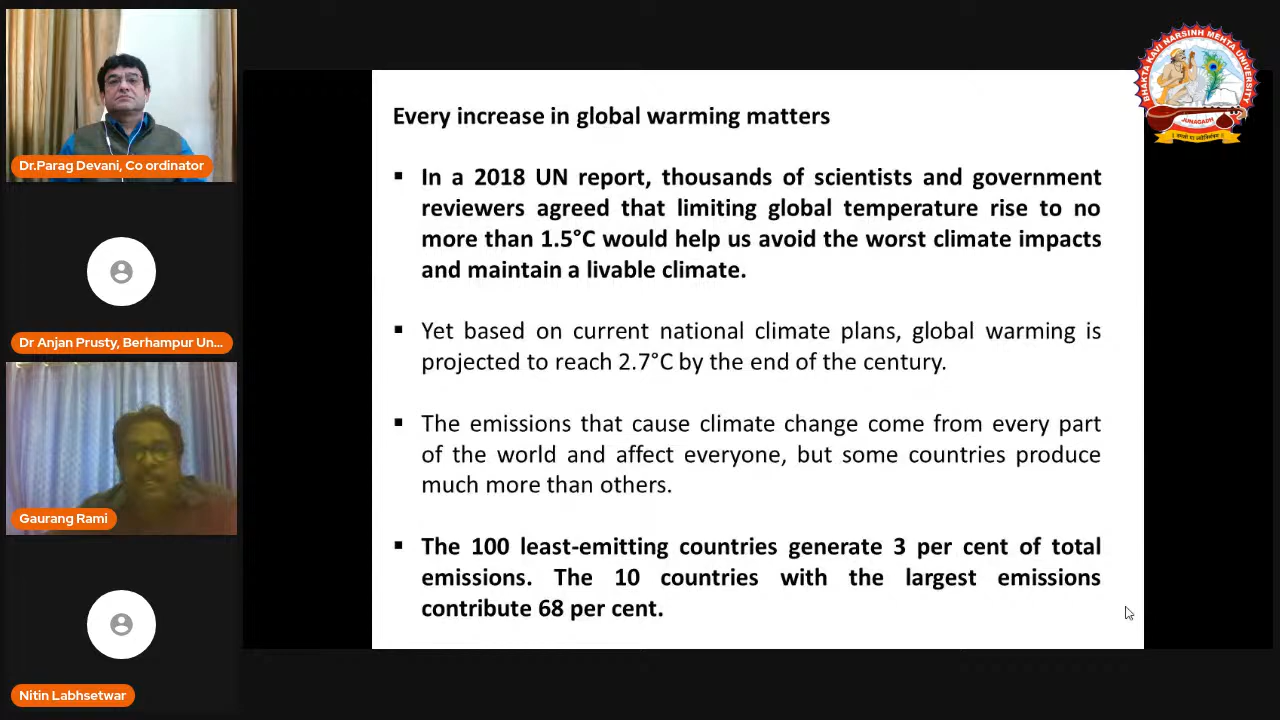 Every increase in global warming matters
▪ In a 2018 UN report, thousands of scientists and government
reviewers agreed that limiting global temperature rise to no
more than 1.5°C would help us avoid the worst climate impacts
and maintain a livable climate.
▪ Yet based on current national climate plans, global warming is
projected to reach 2.7°C by the end of the century.
▪ The emissions that cause climate change come from every part
of the world and affect everyone, but some countries produce
much more than others.
▪ The 100 least-emitting countries generate 3 per cent of total
emissions. The 10 countries with the largest emissions
contribute 68 per cent.
Dr.Parag Devani, Co ordinator
Dr Anjan Prusty, Berhampur Un...
Gaurang Rami
Nitin Labhsetwar
BHAKTA KAVI NARSINH MEHTA UNIVERSITY
JUNAGADH